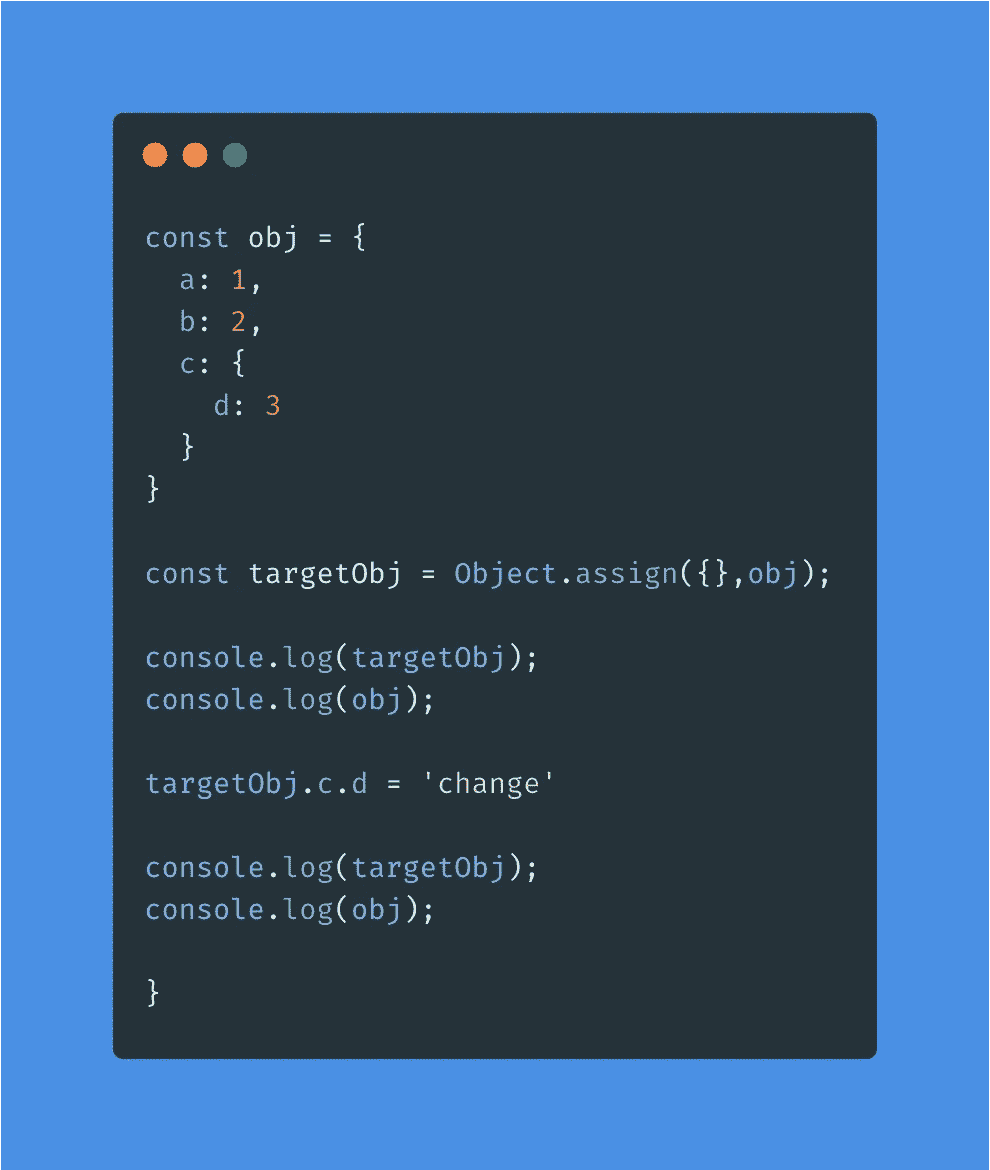 const obj = {
  a: 1,
  b: 2,
  c: {
    d: 3
  }
}

const targetObj = Object.assign({},obj);

console.log(targetObj);
console.log(obj);

targetObj.c.d = 'change'

console.log(targetObj);
console.log(obj);

}